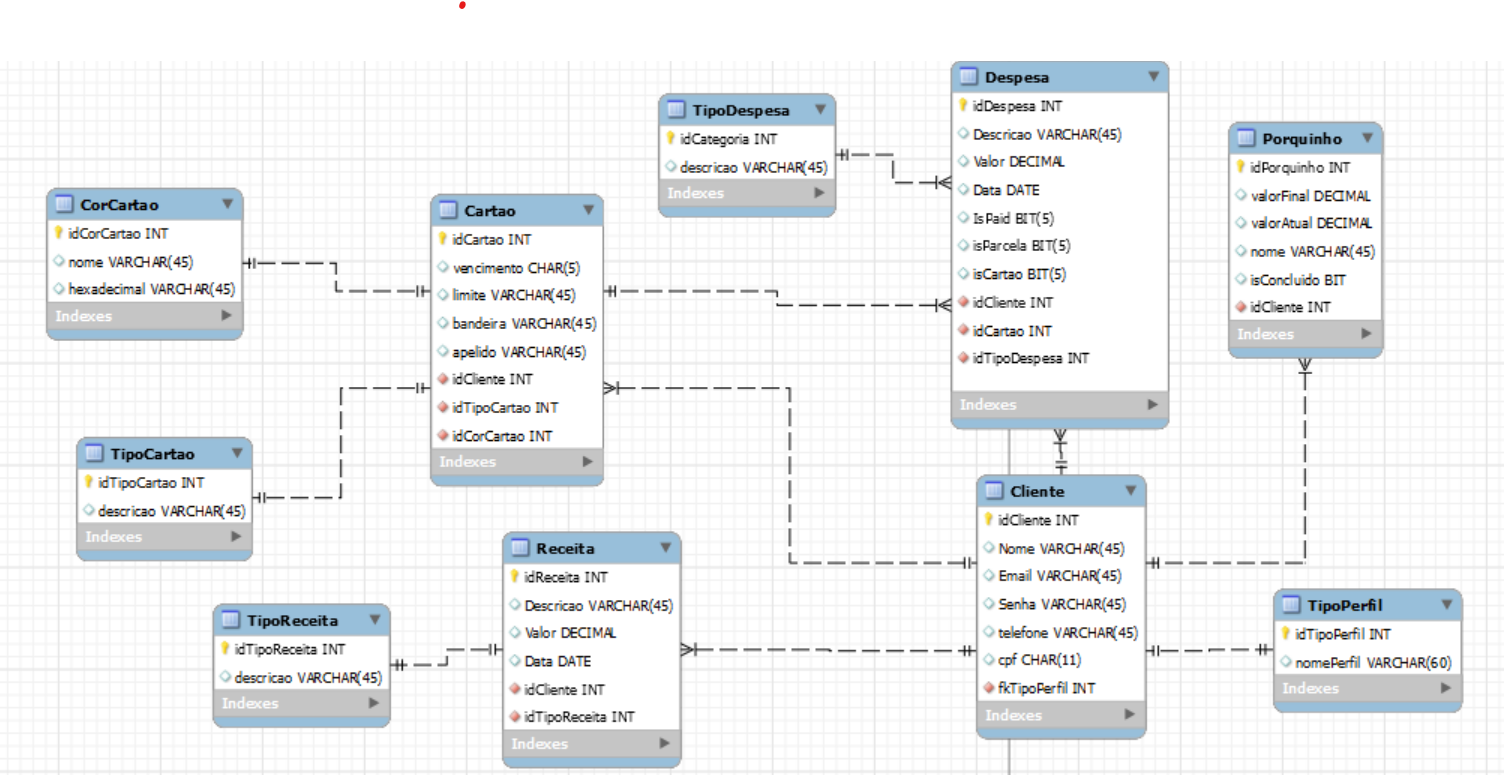 CorCartao
idCorCartao INT
nome VARCHAR(45)
hexadecimal VARCHAR(45)
Indexes
TipoCartao
idTipoCartao INT
descricao VARCHAR(45)
Indexes
TipoReceita
idTipoReceita INT
descricao VARCHAR(45)
Indexes
Cartao
idCartao INT
vencimento CHAR(5)
limite VARCHAR(45)
bandeira VARCHAR(45)
apelido VARCHAR(45)
idCliente INT
idTipoCartao INT
idCorCartao INT
Indexes
Receita
idReceita INT
Descricao VARCHAR(45)
Valor DECIMAL
Data DATE
idCliente INT
idTipoReceita INT
Indexes
TipoDespesa
idCategoria INT
descricao VARCHAR(45)
Indexes
Despesa
idDespesa INT
Descricao VARCHAR(45)
Valor DECIMAL
Data DATE
IsPaid BIT(5)
isParcela BIT(5)
isCartao BIT(5)
idCliente INT
idCartao INT
idTipoDespesa INT
Indexes
Cliente
idCliente INT
Nome VARCHAR(45)
Email VARCHAR(45)
Senha VARCHAR(45)
telefone VARCHAR(45)
cpf CHAR(11)
fkTipoPerfil INT
Indexes
Porquinho
idPorquinho INT
valorFinal DECIMAL
valorAtual DECIMAL
nome VARCHAR(45)
isConcluido BIT
idCliente INT
Indexes
TipoPerfil
idTipoPerfil INT
nomePerfil VARCHAR(60)
Indexes